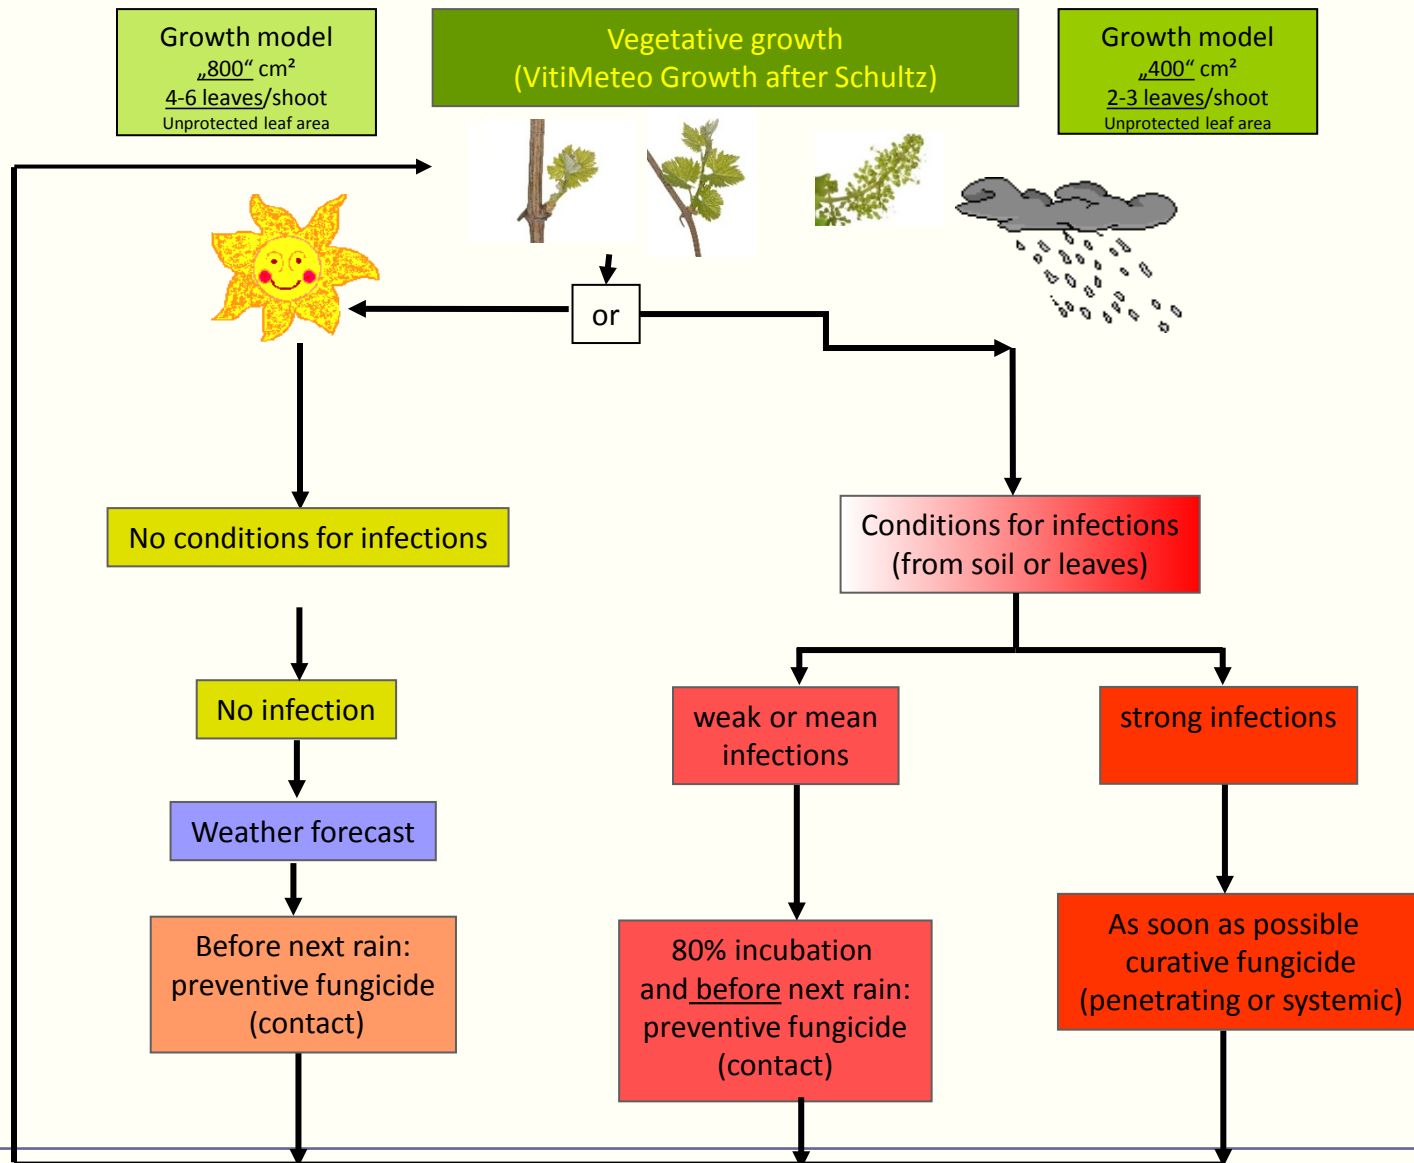 Growth model
„800“ cm²
4-6 leaves/shoot
Unprotected leaf area
Vegetative growth
(VitiMeteo Growth after Schultz)
Growth model
„400“ cm²
2-3 leaves/shoot
Unprotected leaf area
or
No conditions for infections
Conditions for infections
(from soil or leaves)
No infection
weak or mean
infections
strong infections
Weather forecast
Before next rain:
preventive fungicide
(contact)
80% incubation
and before next rain:
preventive fungicide
(contact)
As soon as possible
curative fungicide
(penetrating or systemic)